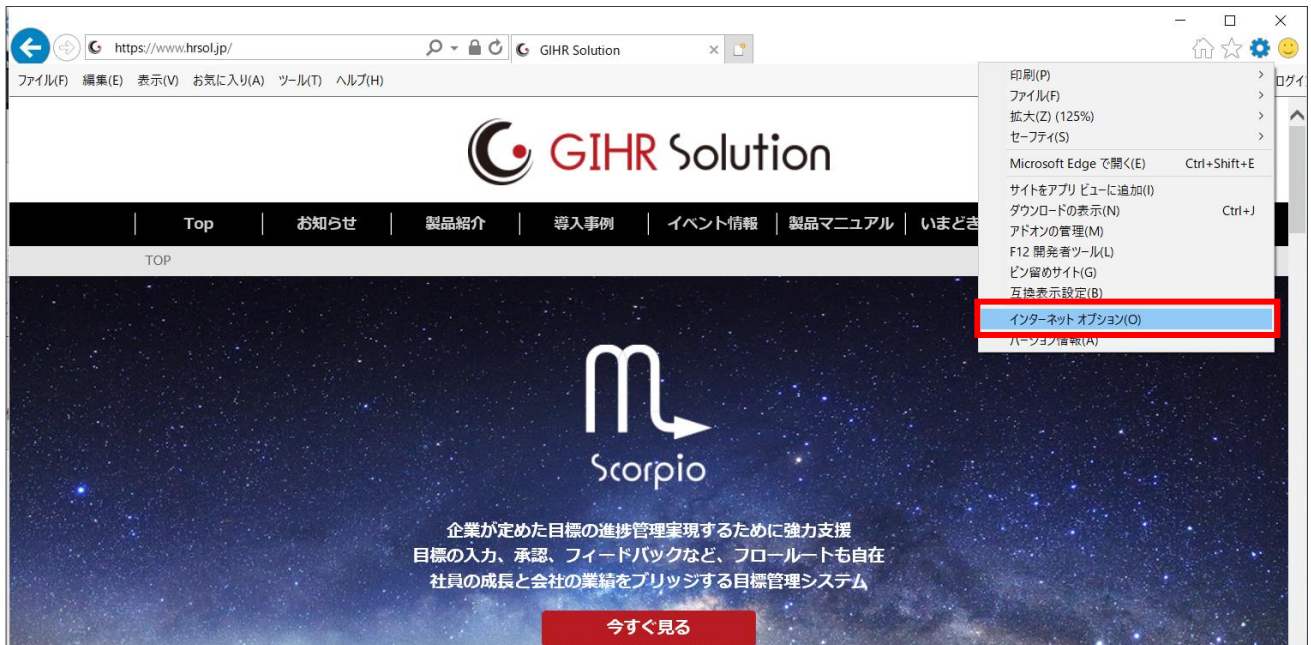 https://www.hrsol.jp/
GIHR Solution
ファイル(F) 編集(E) 表示(V) お気に入り(A) ツール(T) ヘルプ(H)
GIHR Solution
Top お知らせ 製品紹介 導入事例 イベント情報 製品マニュアル いまどき
TOP
印刷(P)
ファイル(F)
拡大(Z) (125%)
セーフティ(S)
Microsoft Edge で開く(E) Ctrl+Shift+E
サイトをアプリ ビューに追加(I)
ダウンロードの表示(N) Ctrl+J
アドオンの管理(M)
F12 開発者ツール(L)
ピン留めサイト(G)
互換表示設定(B)
インターネット オプション(O)
バージョン情報(A)
Scorpio
企業が定めた目標の進捗管理実現するために強力支援
目標の入力、承認、フィードバックなど、フロールートも自在
社員の成長と会社の業績をブリッジする目標管理システム
今すぐ見る